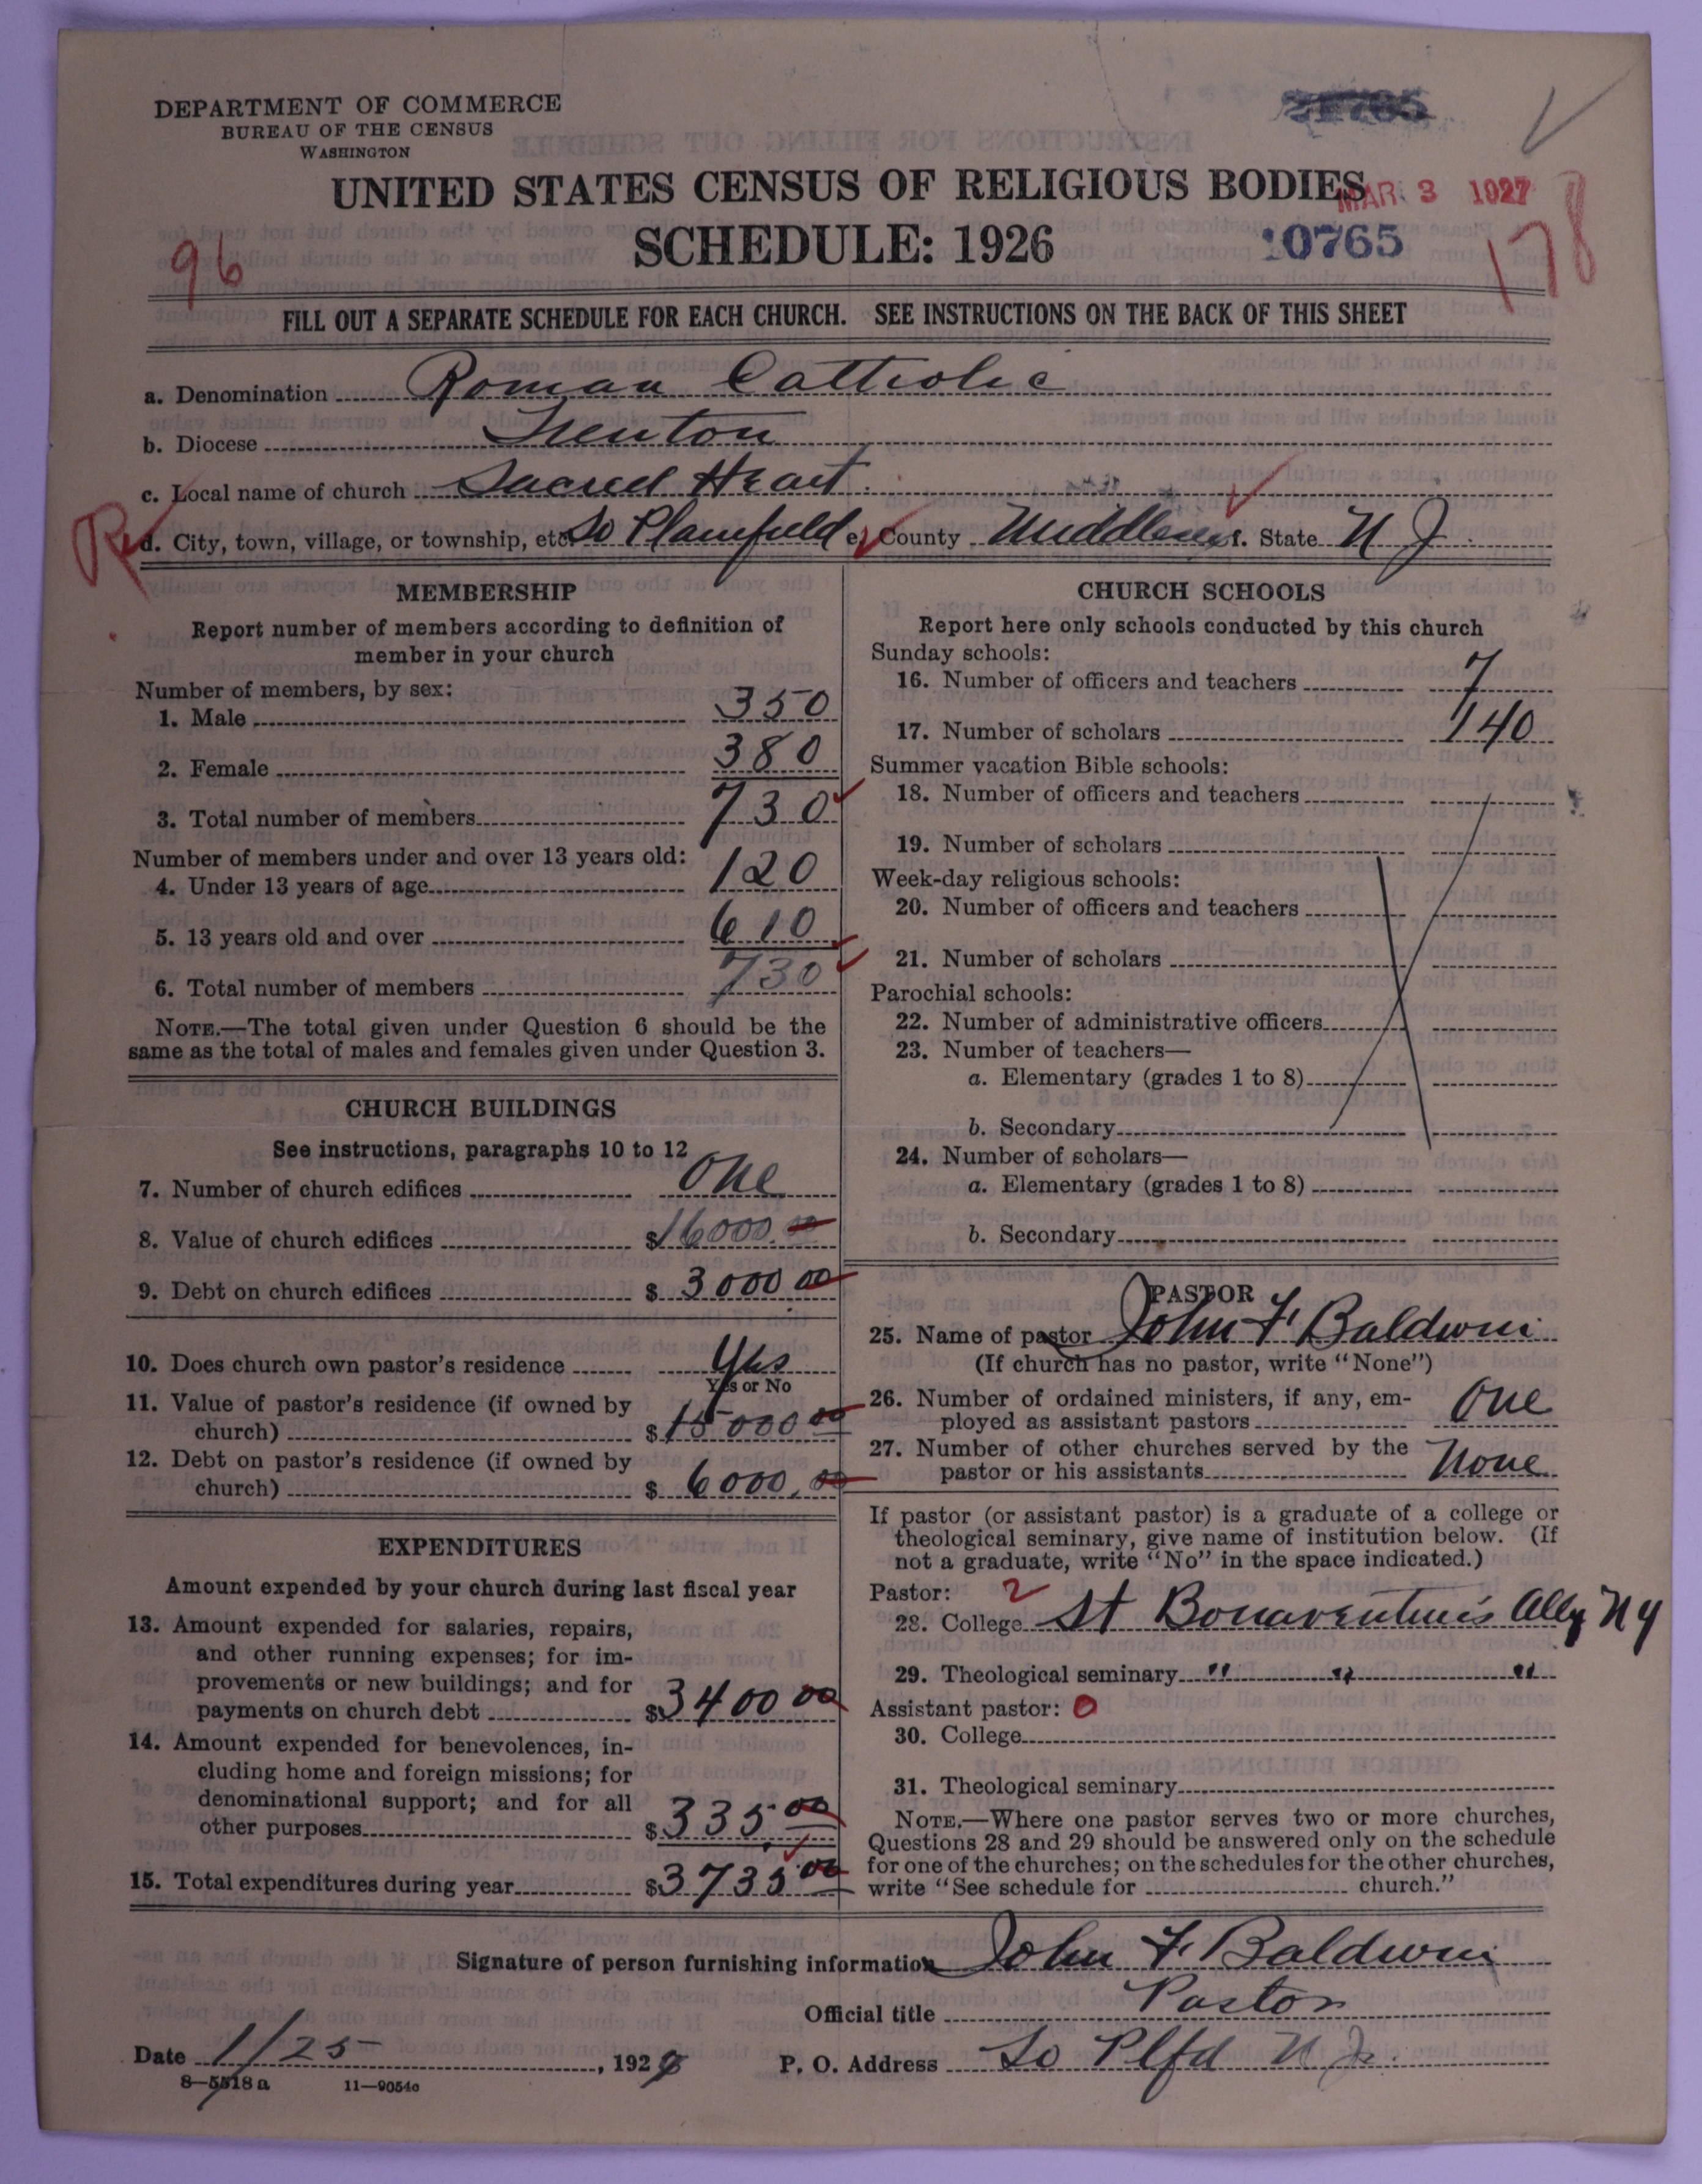 DEPARTMENT OF COMMERCE
BUREAU OF THE CENSUS
WASHINGTON
UNITED STATES CENSUS OF RELIGIOUS BODIES
MAR 3 1927
SCHEDULE: 1926
10765
178
96
FILL OUT A SEPARATE SCHEDULE FOR EACH CHURCH. SEE INSTRUCTIONS ON THE BACK OF THIS SHEET
a. Denomination Roman Catholic
b. Diocese Trenton
c. Local name of church Sacred Heart
R
d. City, town, village, or township, etc. So Plainfield e. County Middlesex f. State N J
MEMBERSHIP
Report number of members according to definition of
member in your church
Number of members, by sex:
1. Male 350
2. Female 380
3. Total number of members 730
Number of members under and over 13 years old:
4. Under 13 years of age 120
5. 13 years old and over 610
6. Total number of members 730
NOTE.—The total given under Question 6 should be the
same as the total of males and females given under Question 3.
CHURCH BUILDINGS
See instructions, paragraphs 10 to 12
7. Number of church edifices One
8. Value of church edifices $16000.00
9. Debt on church edifices $ 3000 00
10. Does church own pastor's residence Yes
Yes or No
11. Value of pastor's residence (if owned by
church) $15000 00
12. Debt on pastor's residence (if owned by
church) $ 6000.00
EXPENDITURES
Amount expended by your church during last fiscal year
13. Amount expended for salaries, repairs,
and other running expenses; for im-
provements or new buildings; and for
payments on church debt $3400 00
14. Amount expended for benevolences, in-
cluding home and foreign missions; for
denominational support; and for all
other purposes $335.00
15. Total expenditures during year $3735.00
CHURCH SCHOOLS
Report here only schools conducted by this church
Sunday schools:
16. Number of officers and teachers 7
17. Number of scholars 140
Summer vacation Bible schools:
18. Number of officers and teachers
19. Number of scholars
Week-day religious schools:
20. Number of officers and teachers
21. Number of scholars
Parochial schools:
22. Number of administrative officers
23. Number of teachers—
a. Elementary (grades 1 to 8)
b. Secondary
24. Number of scholars—
a. Elementary (grades 1 to 8)
b. Secondary
PASTOR
25. Name of pastor John F Baldwin
(If church has no pastor, write "None")
26. Number of ordained ministers, if any, em-
ployed as assistant pastors One
27. Number of other churches served by the
pastor or his assistants None
If pastor (or assistant pastor) is a graduate of a college or
theological seminary, give name of institution below. (If
not a graduate, write "No" in the space indicated.)
Pastor: 2
28. College St Bonaventure's Alleg N Y
29. Theological seminary " " "
Assistant pastor: 0
30. College
31. Theological seminary
NOTE.—Where one pastor serves two or more churches,
Questions 28 and 29 should be answered only on the schedule
for one of the churches; on the schedules for the other churches,
write "See schedule for church."
Signature of person furnishing information John F. Baldwin
Official title Pastor
Date 1/25, 192
P. O. Address So Plfd N J.
8—5518 a 11—9054c